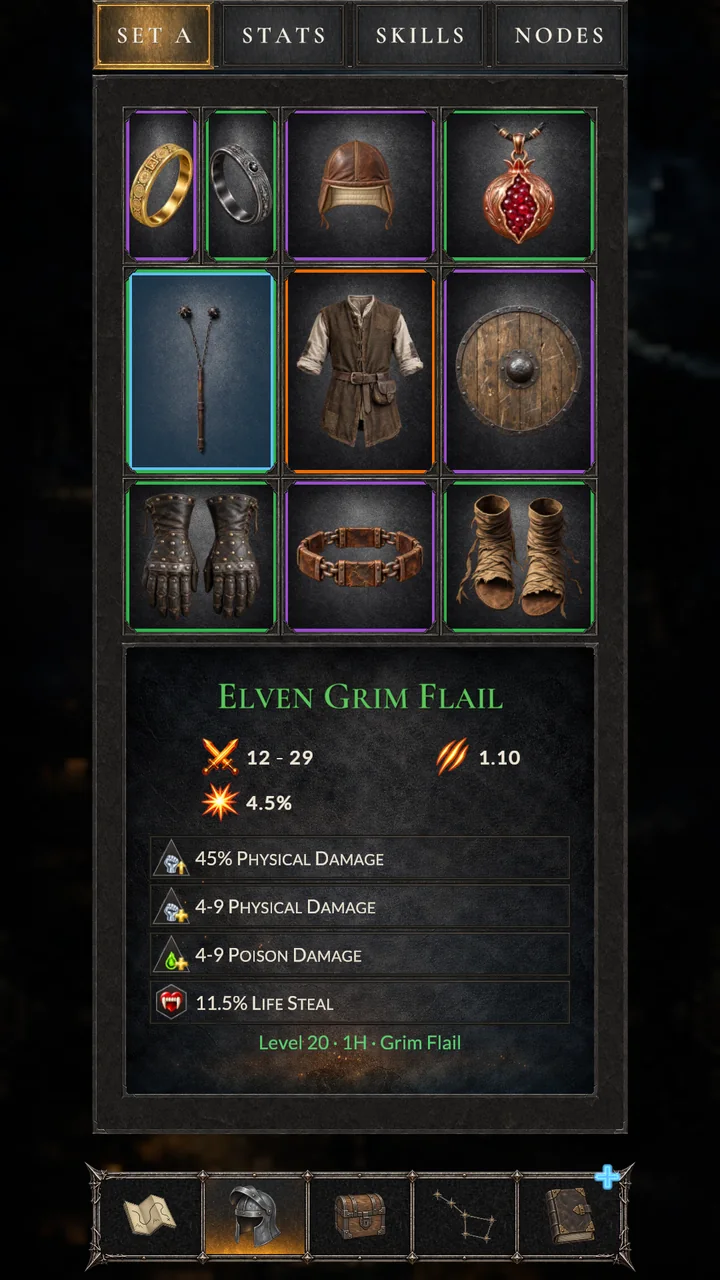 SET A
STATS
SKILLS
NODES
Elven Grim Flail
12 - 29
1.10
4.5%
45% Physical Damage
4-9 Physical Damage
4-9 Poison Damage
11.5% Life Steal
Level 20 · 1H · Grim Flail